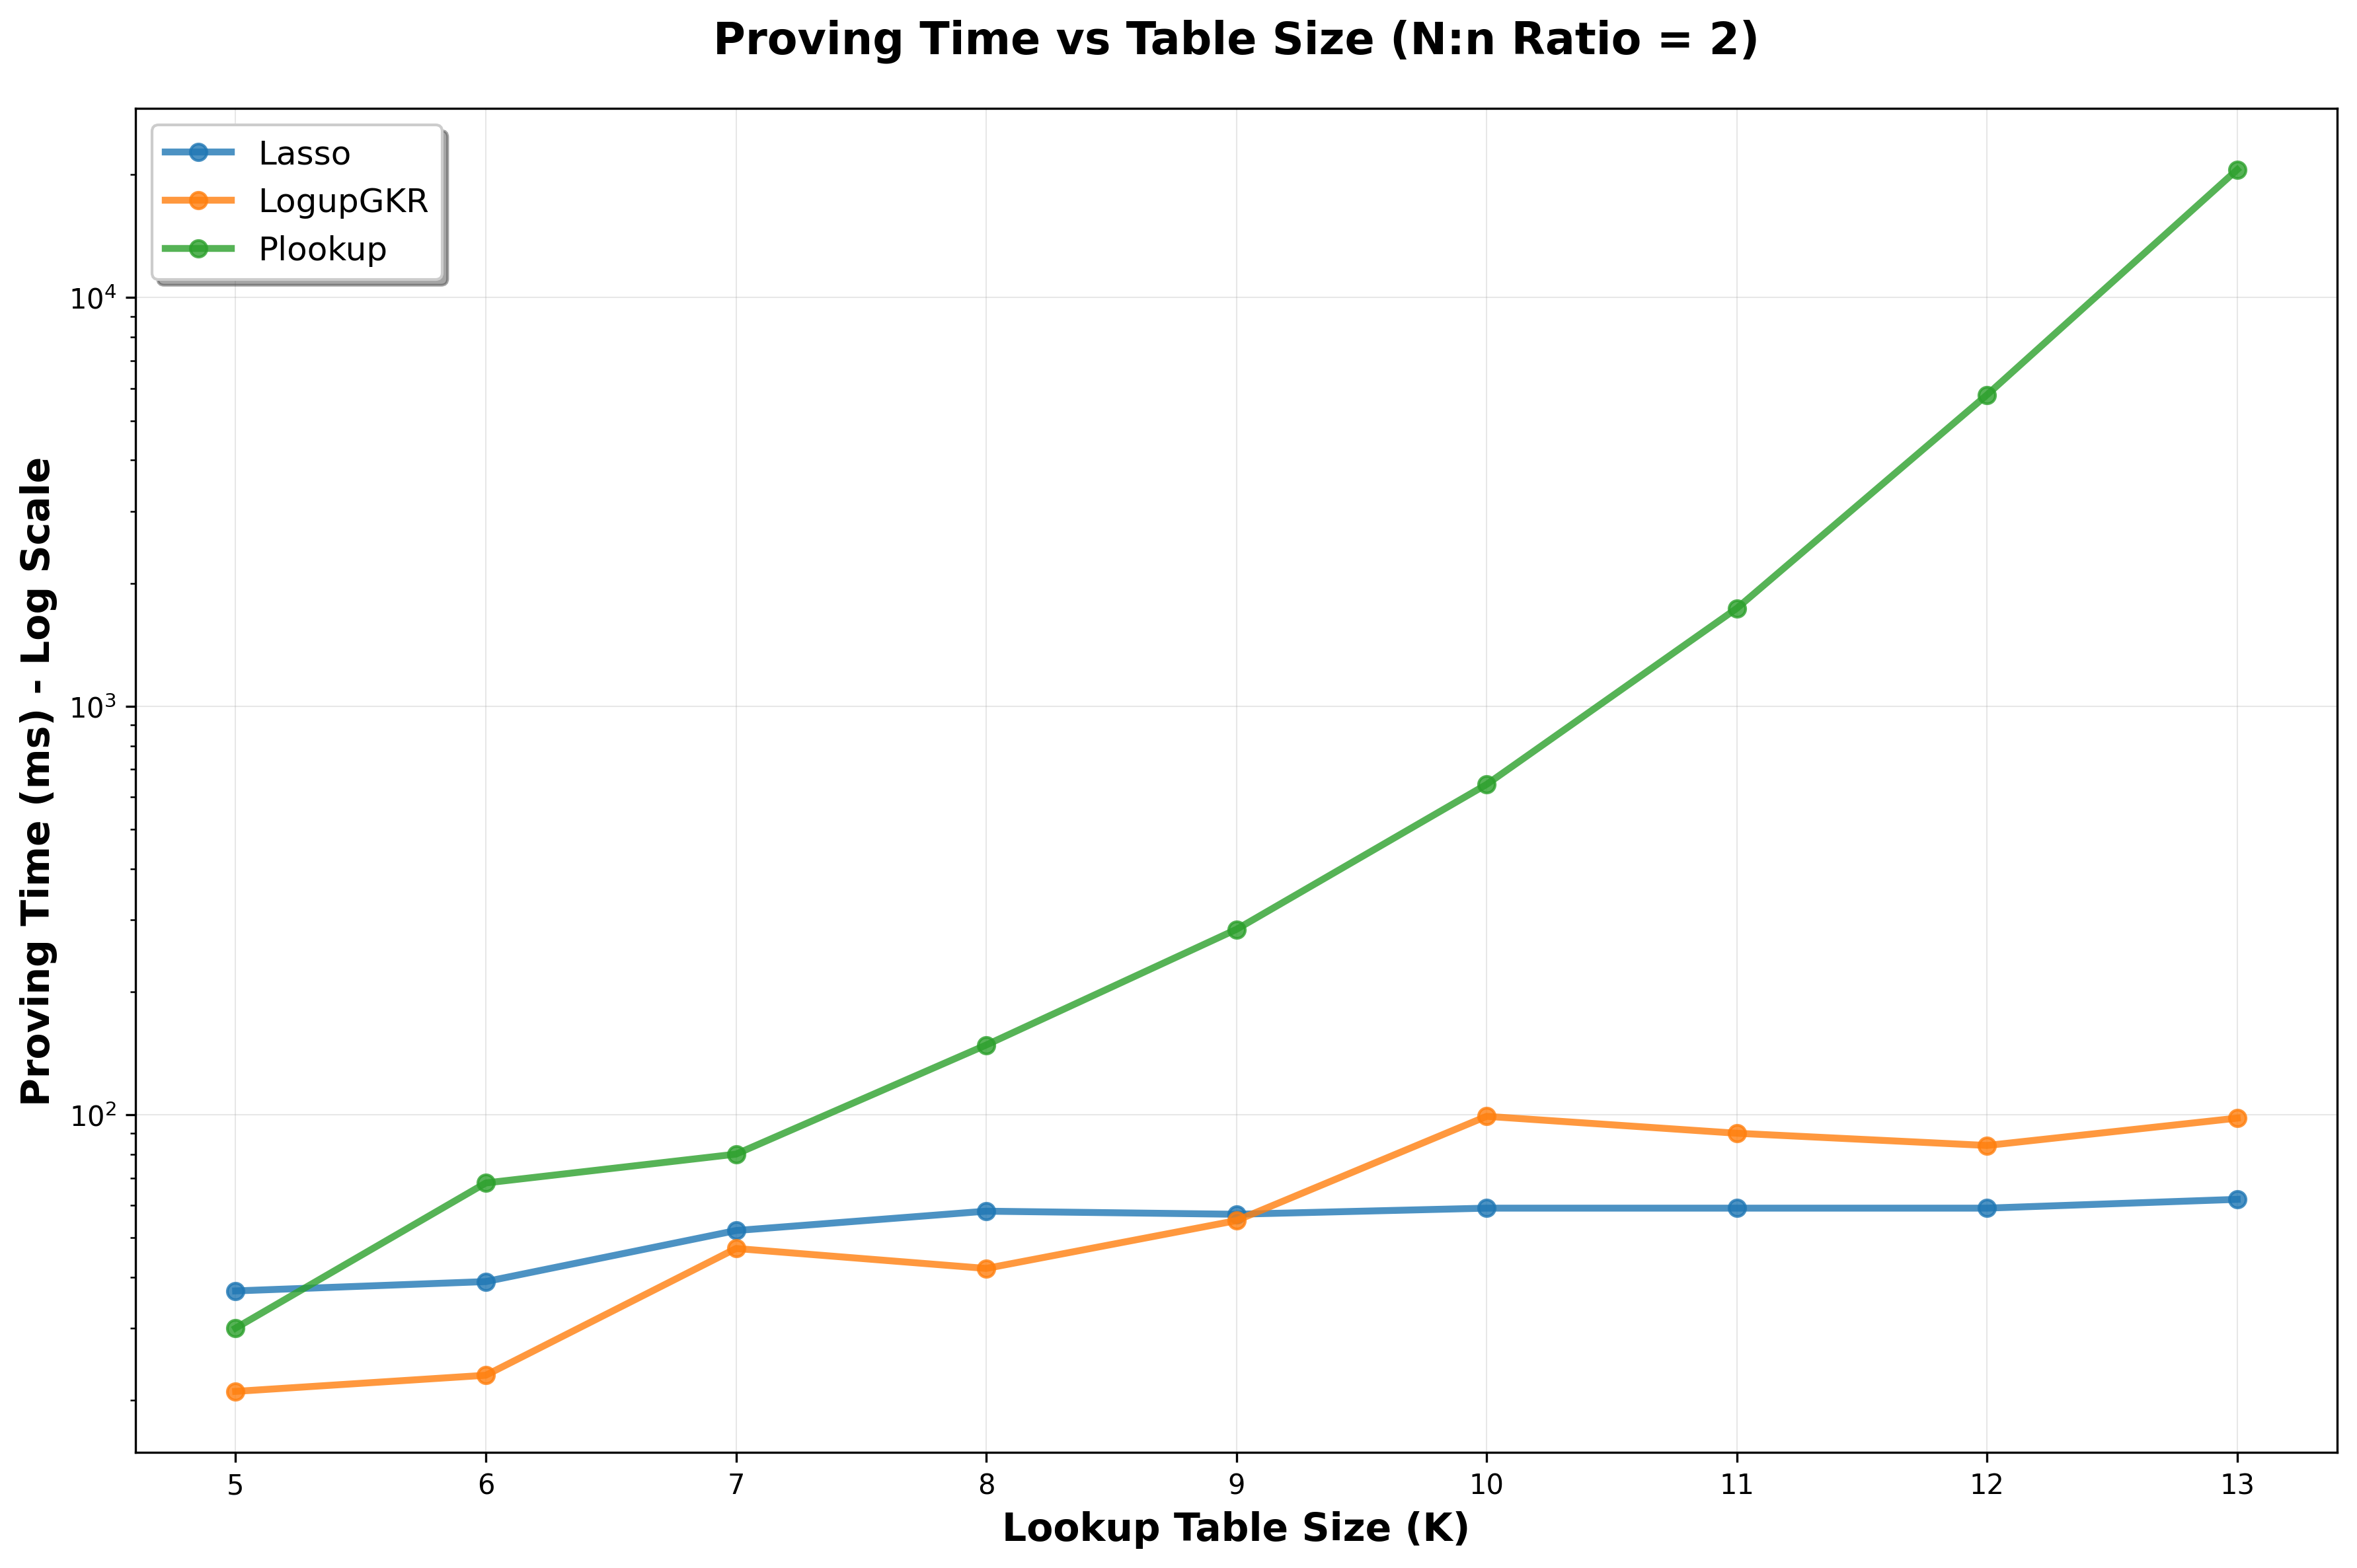 Proving Time vs Table Size (N:n Ratio = 2)
Lasso
LogupGKR
Plookup
Proving Time (ms) - Log Scale
10⁴
10³
10²
5 6 7 8 9 10 11 12 13
Lookup Table Size (K)